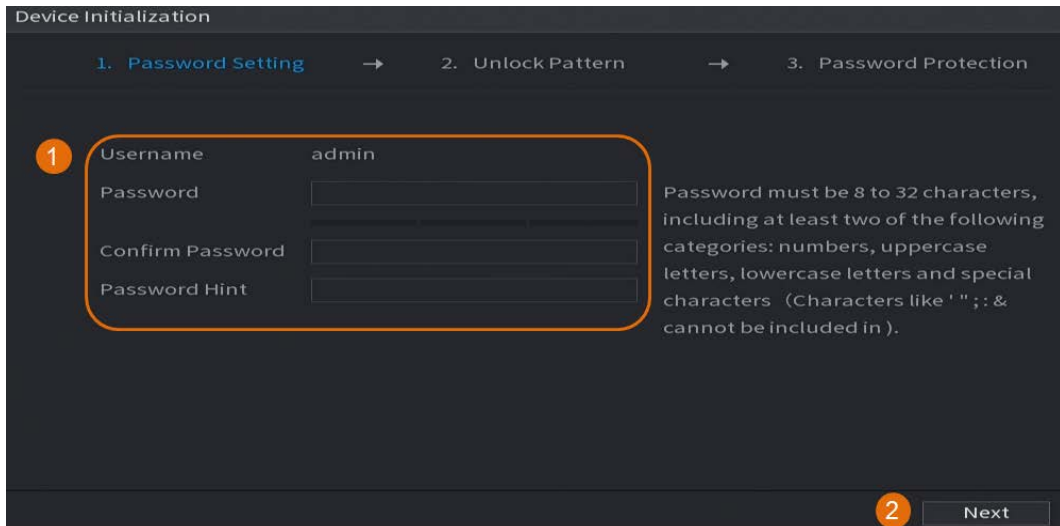 Device Initialization
1. Password Setting → 2. Unlock Pattern → 3. Password Protection
1
Username admin
Password
Confirm Password
Password Hint
Password must be 8 to 32 characters,
including at least two of the following
categories: numbers, uppercase
letters, lowercase letters and special
characters (Characters like ' " ; : &
cannot be included in ).
2 Next